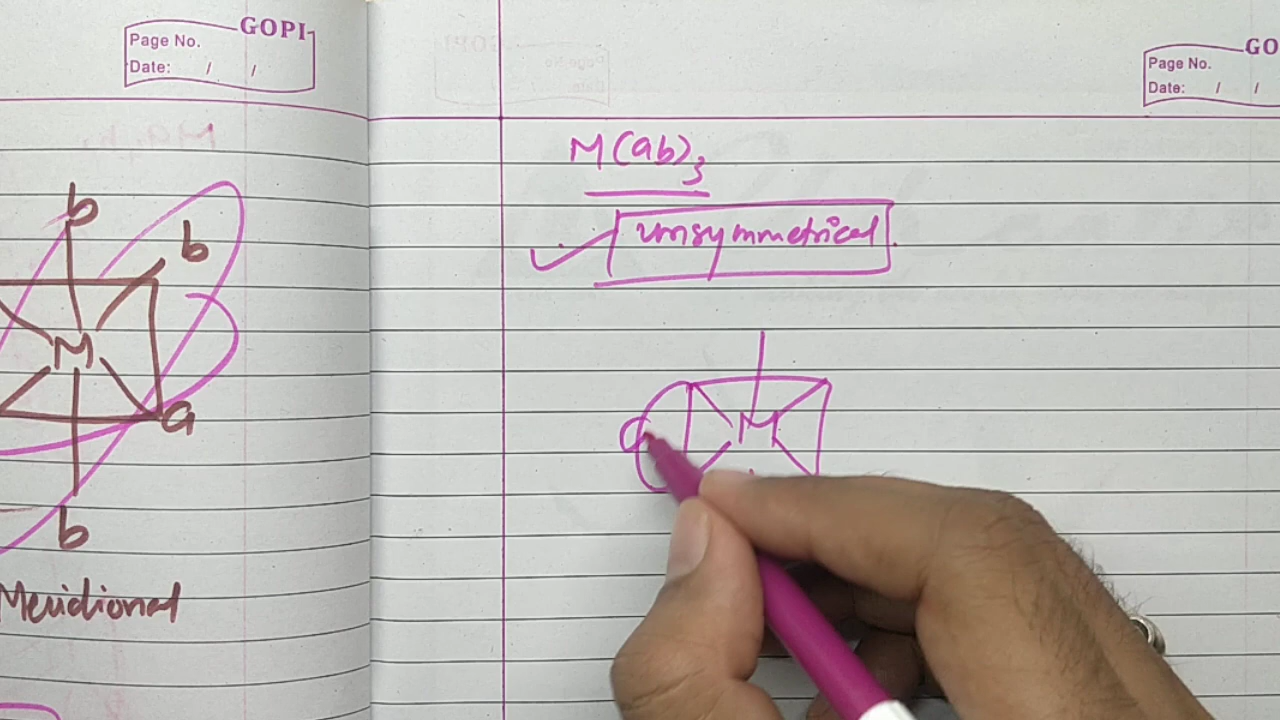 GOPI
Page No.
Date: / /
b
b
M
a
b
Meridional
GO
Page No.
Date: / /
M(ab)3
unsymmetrical
M
a